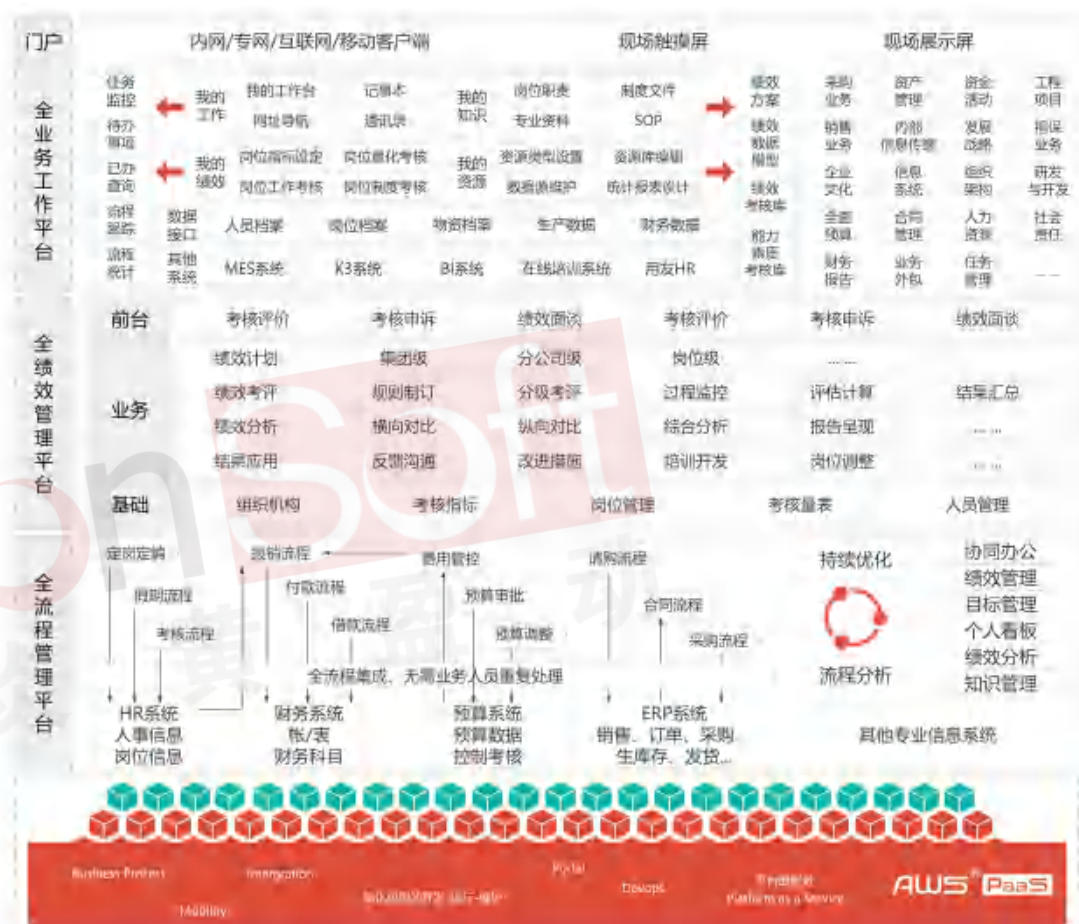 门户
内网/专网/互联网/移动客户端
现场触摸屏
现场展示屏
全业务工作平台
任务监控
待办事项
已办查询
流程跟踪
流程统计
我的工作
我的工作台
记事本
网址导航
通讯录
我的知识
岗位职责
制度文件
专业资料
SOP
我的绩效
岗位指标设定
岗位量化考核
岗位工作考核
岗位制度考核
我的资源
资源类型设置
资源库编辑
数据源维护
统计报表设计
数据接口
人员档案
岗位档案
物资档案
生产数据
财务数据
其他系统
MES系统
K3系统
BI系统
在线培训系统
用友HR
绩效方案
绩效数据模型
绩效考核库
能力素质考核库
采购业务
资产管理
资金活动
工程项目
销售业务
内部信息传递
发展战略
担保业务
企业文化
信息系统
组织架构
研发与开发
全面预算
合同管理
人力资源
社会责任
财务报告
业务外包
任务管理
... ...
全绩效管理平台
前台
考核评价
考核申诉
绩效面谈
考核评价
考核申诉
绩效面谈
业务
绩效计划
集团级
分公司级
岗位级
... ...
绩效考评
规则制订
分级考评
过程监控
评估计算
结果汇总
绩效分析
横向对比
纵向对比
综合分析
报告呈现
... ...
结果应用
反馈沟通
改进措施
培训开发
岗位调整
... ...
基础
组织机构
考核指标
岗位管理
考核量表
人员管理
全流程管理平台
定岗定编
假期流程
考核流程
报销流程
付款流程
借款流程
费用管控
预算审批
预算调整
请购流程
合同流程
采购流程
全流程集成、无需业务人员重复处理
HR系统
人事信息
岗位信息
财务系统
帐/表
财务科目
预算系统
预算数据
控制考核
ERP系统
销售、订单、采购
生库存、发货...
持续优化
流程分析
协同办公
绩效管理
目标管理
个人看板
绩效分析
知识管理
其他专业信息系统
onSoft
黄盈动
Business Process
Mobility
Portal
Devops
Platform as a Service
AWS PaaS